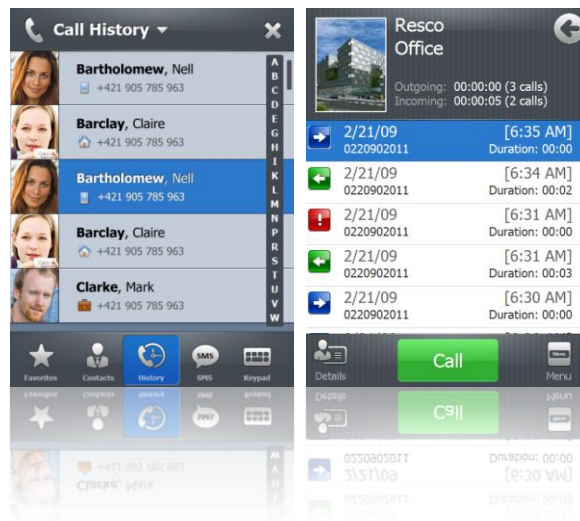 Call History
Bartholomew, Nell
+421 905 785 963
Barclay, Claire
+421 905 785 963
Bartholomew, Nell
+421 905 785 963
Barclay, Claire
+421 905 785 963
Clarke, Mark
+421 905 785 963
A
B
C
D
E
F
G
H
I
K
L
M
N
P
R
S
T
U
V
W
Favorites
Contacts
History
SMS
SMS
Keypad
Resco
Office
Outgoing: 00:00:00 (3 calls)
Incoming: 00:00:05 (2 calls)
2/21/09 [6:35 AM]
0220902011 Duration: 00:00
2/21/09 [6:34 AM]
0220902011 Duration: 00:02
2/21/09 [6:31 AM]
0220902011 Duration: 00:00
2/21/09 [6:31 AM]
0220902011 Duration: 00:03
2/21/09 [6:30 AM]
0220902011 Duration: 00:00
Details
Call
Menu
Menu